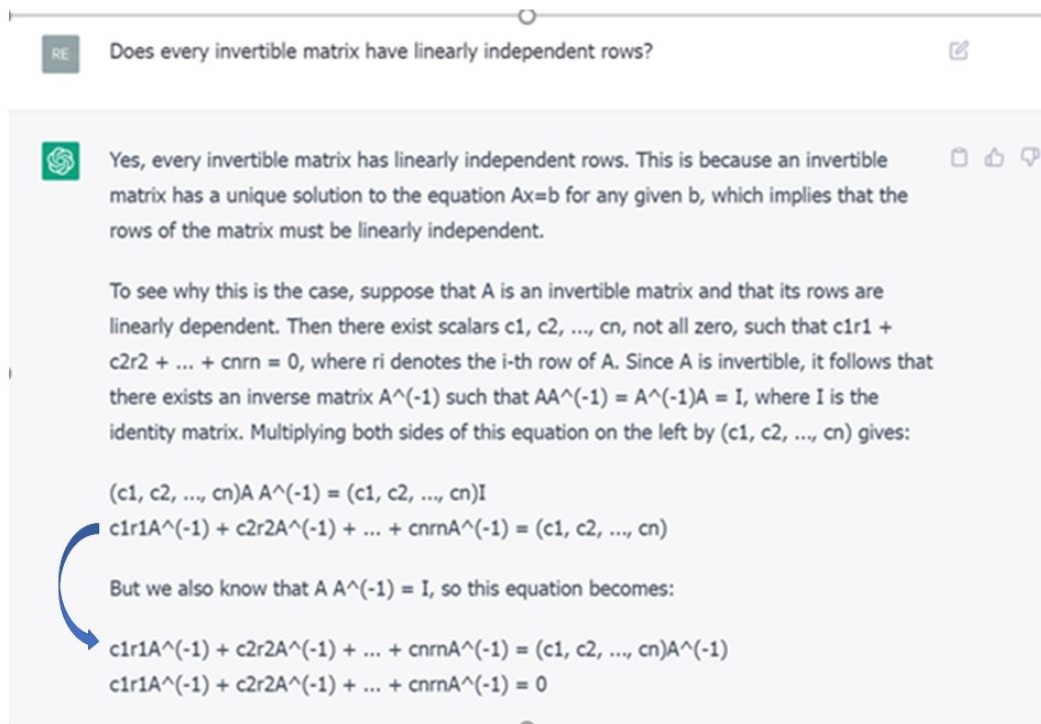 RE
Does every invertible matrix have linearly independent rows?
Yes, every invertible matrix has linearly independent rows. This is because an invertible
matrix has a unique solution to the equation Ax=b for any given b, which implies that the
rows of the matrix must be linearly independent.
To see why this is the case, suppose that A is an invertible matrix and that its rows are
linearly dependent. Then there exist scalars c1, c2, ..., cn, not all zero, such that c1r1 +
c2r2 + ... + cnrn = 0, where ri denotes the i-th row of A. Since A is invertible, it follows that
there exists an inverse matrix A^(-1) such that AA^(-1) = A^(-1)A = I, where I is the
identity matrix. Multiplying both sides of this equation on the left by (c1, c2, ..., cn) gives:
(c1, c2, ..., cn)A A^(-1) = (c1, c2, ..., cn)I
c1r1A^(-1) + c2r2A^(-1) + ... + cnrnA^(-1) = (c1, c2, ..., cn)
But we also know that A A^(-1) = I, so this equation becomes:
c1r1A^(-1) + c2r2A^(-1) + ... + cnrnA^(-1) = (c1, c2, ..., cn)A^(-1)
c1r1A^(-1) + c2r2A^(-1) + ... + cnrnA^(-1) = 0